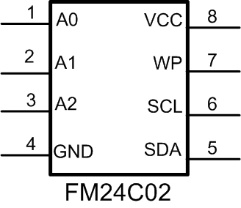 1 A0 VCC 8
2 A1 WP 7
3 A2 SCL 6
4 GND SDA 5
FM24C02